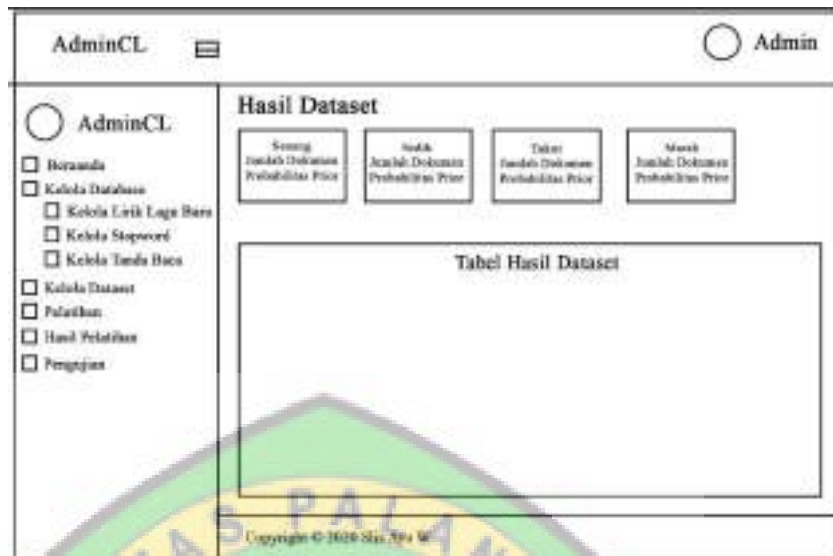 AdminCL
Admin
AdminCL
Beranda
Kelola Database
Kelola Lirik Lagu Baru
Kelola Stopword
Kelola Tanda Baca
Kelola Dataset
Pelatihan
Hasil Pelatihan
Pengujian
Hasil Dataset
Senang
Jumlah Dokumen
Probabilitas Prior
Sedih
Jumlah Dokumen
Probabilitas Prior
Takut
Jumlah Dokumen
Probabilitas Prior
Marah
Jumlah Dokumen
Probabilitas Prior
Tabel Hasil Dataset
Copyright © 2020